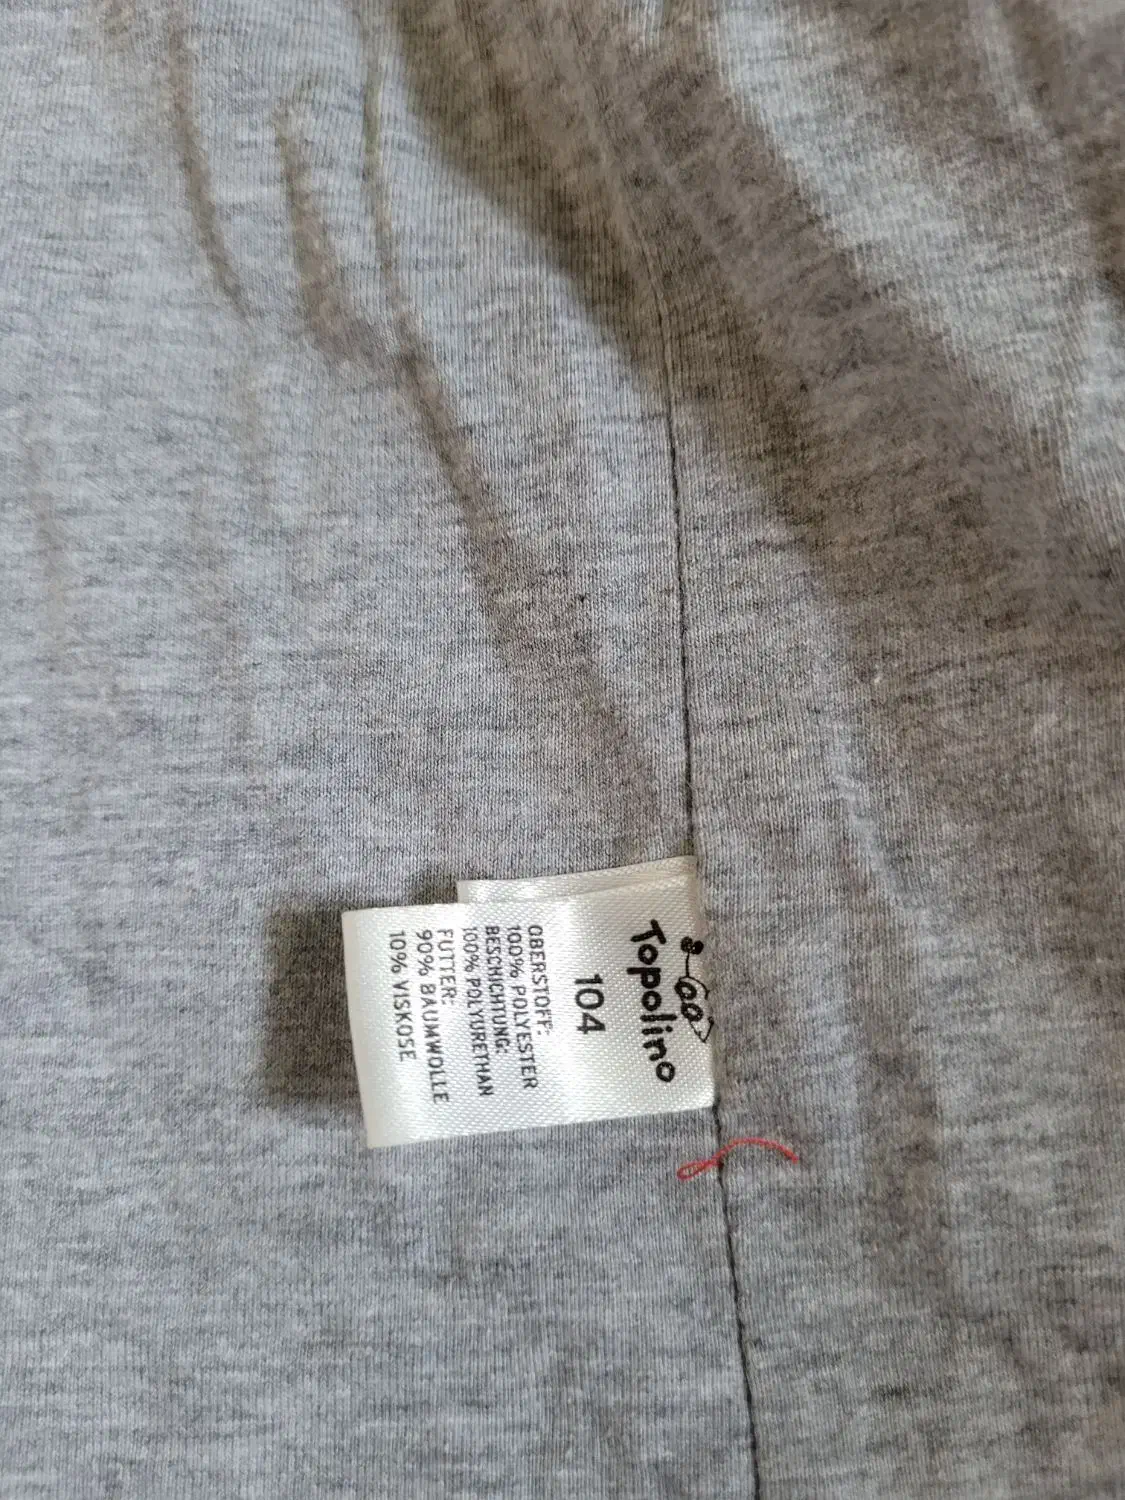 Topolino
104
OBERSTOFF:
100% POLYESTER
BESCHICHTUNG:
100% POLYURETHAN
FUTTER:
90% BAUMWOLLE
10% VISKOSE